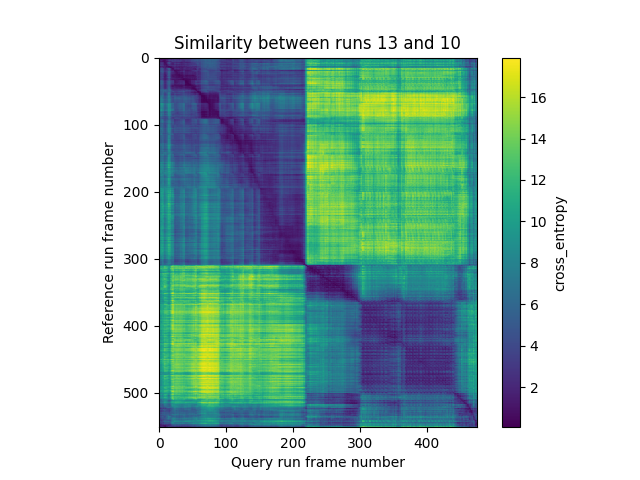 Similarity between runs 13 and 10
0
100
200
300
400
500
Reference run frame number
0 100 200 300 400
Query run frame number
16
14
12
10
8
6
4
2
cross_entropy